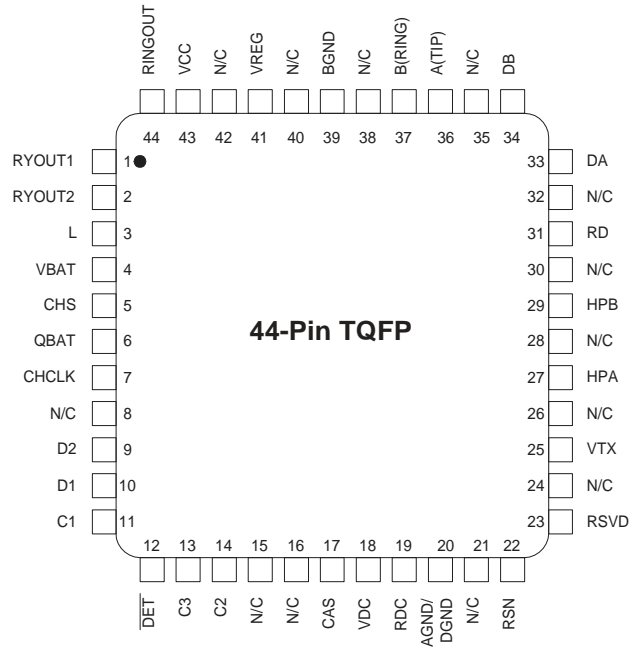 RINGOUT
VCC
N/C
VREG
N/C
BGND
N/C
B(RING)
A(TIP)
N/C
DB
44 43 42 41 40 39 38 37 36 35 34
RYOUT1 1 33 DA
RYOUT2 2 32 N/C
L 3 31 RD
VBAT 4 30 N/C
CHS 5 29 HPB
QBAT 6 44-Pin TQFP 28 N/C
CHCLK 7 27 HPA
N/C 8 26 N/C
D2 9 25 VTX
D1 10 24 N/C
C1 11 23 RSVD
12 13 14 15 16 17 18 19 20 21 22
DET
C3
C2
N/C
N/C
CAS
VDC
RDC
AGND/
DGND
N/C
RSN